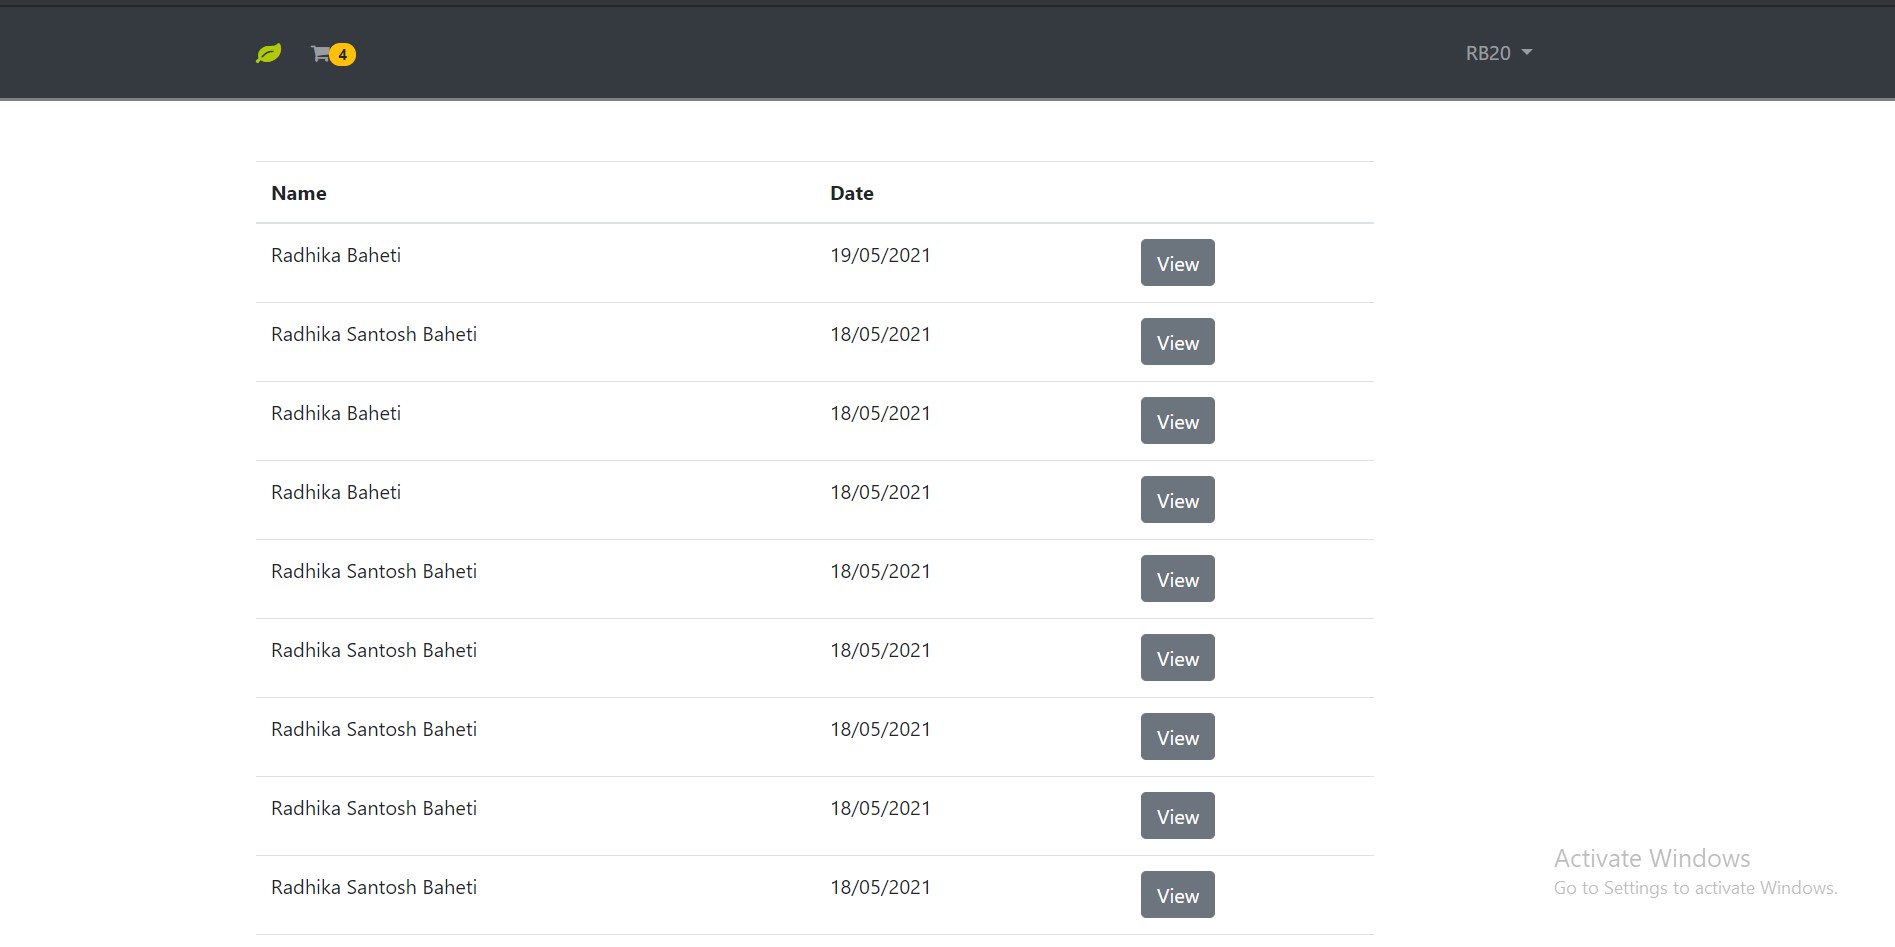 4 RB20
Name Date
Radhika Baheti 19/05/2021 View
Radhika Santosh Baheti 18/05/2021 View
Radhika Baheti 18/05/2021 View
Radhika Baheti 18/05/2021 View
Radhika Santosh Baheti 18/05/2021 View
Radhika Santosh Baheti 18/05/2021 View
Radhika Santosh Baheti 18/05/2021 View
Radhika Santosh Baheti 18/05/2021 View
Radhika Santosh Baheti 18/05/2021 View
Activate Windows
Go to Settings to activate Windows.